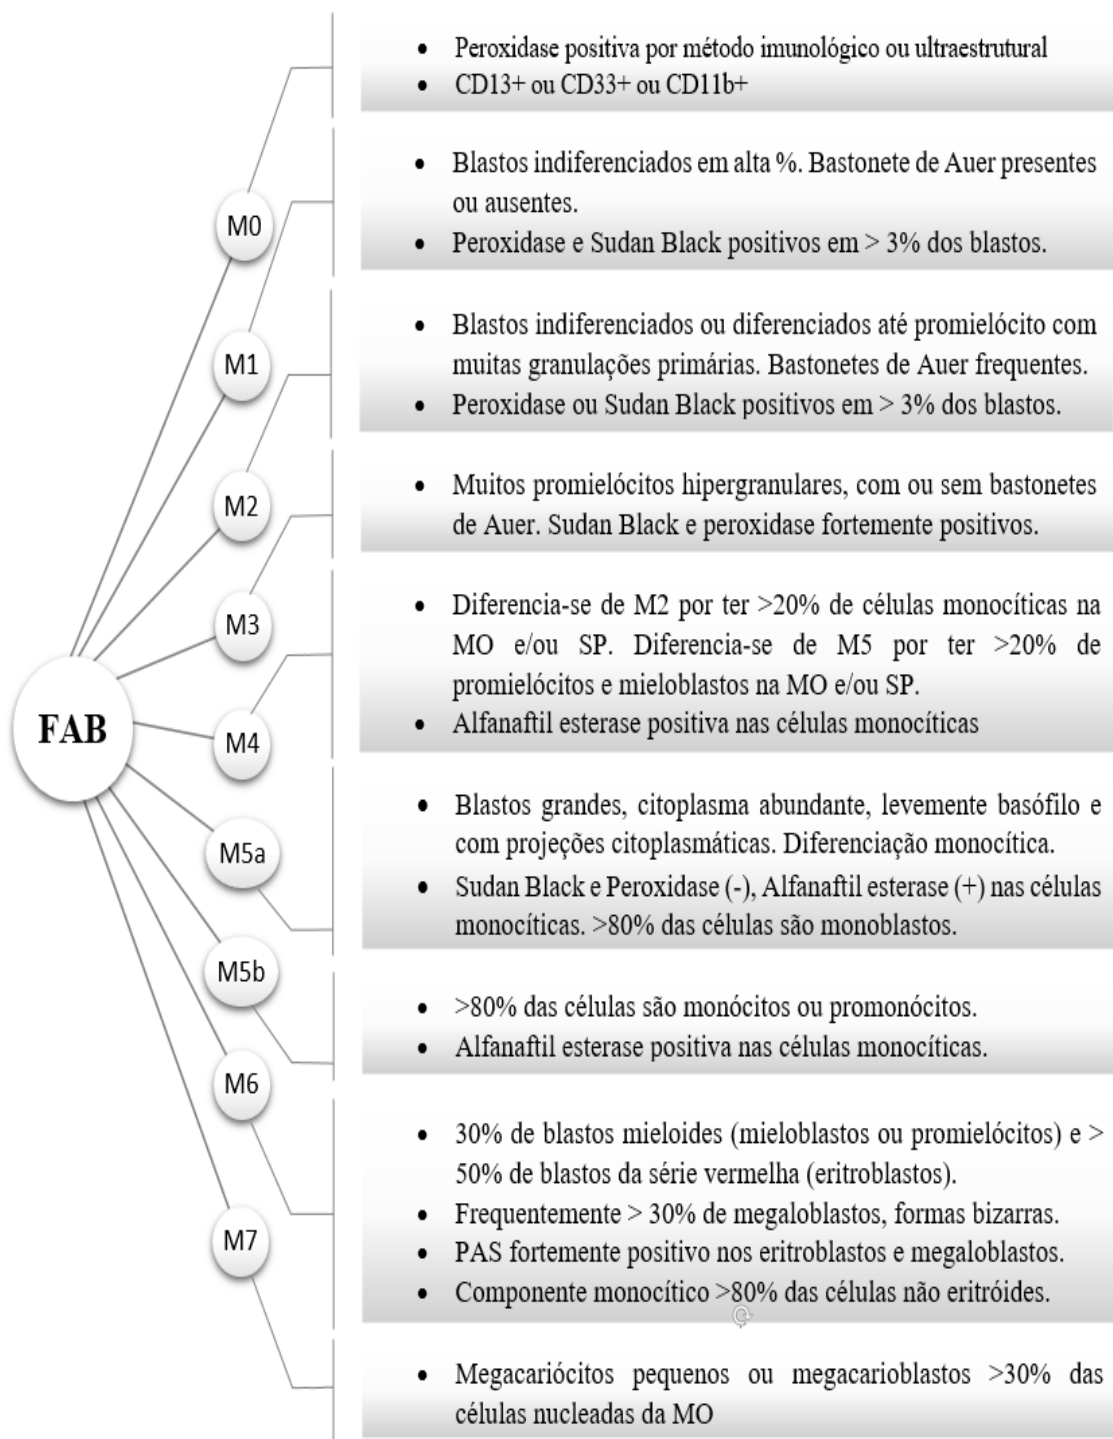 • Peroxidase positiva por método imunológico ou ultraestrutural
• CD13+ ou CD33+ ou CD11b+
M0
• Blastos indiferenciados em alta %. Bastonete de Auer presentes
ou ausentes.
• Peroxidase e Sudan Black positivos em > 3% dos blastos.
M1
• Blastos indiferenciados ou diferenciados até promielócito com
muitas granulações primárias. Bastonetes de Auer frequentes.
• Peroxidase ou Sudan Black positivos em > 3% dos blastos.
M2
• Muitos promielócitos hipergranulares, com ou sem bastonetes
de Auer. Sudan Black e peroxidase fortemente positivos.
M3
• Diferencia-se de M2 por ter >20% de células monocíticas na
MO e/ou SP. Diferencia-se de M5 por ter >20% de
promielócitos e mieloblastos na MO e/ou SP.
• Alfanaftil esterase positiva nas células monocíticas
FAB
M4
• Blastos grandes, citoplasma abundante, levemente basófilo e
com projeções citoplasmáticas. Diferenciação monocítica.
• Sudan Black e Peroxidase (-), Alfanaftil esterase (+) nas células
monocíticas. >80% das células são monoblastos.
M5a
• >80% das células são monócitos ou promonócitos.
• Alfanaftil esterase positiva nas células monocíticas.
M5b
• 30% de blastos mieloides (mieloblastos ou promielócitos) e >
50% de blastos da série vermelha (eritroblastos).
• Frequentemente > 30% de megaloblastos, formas bizarras.
• PAS fortemente positivo nos eritroblastos e megaloblastos.
• Componente monocítico >80% das células não eritróides.
M6
• Megacariócitos pequenos ou megacarioblastos >30% das
células nucleadas da MO
M7